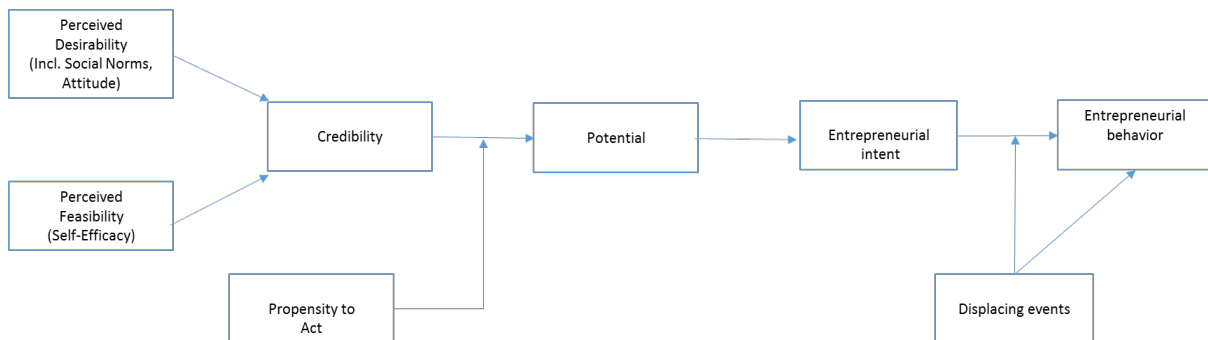 Perceived
Desirability
(Incl. Social Norms,
Attitude)
Credibility
Potential
Entrepreneurial
intent
Entrepreneurial
behavior
Perceived
Feasibility
(Self-Efficacy)
Propensity to
Act
Displacing events